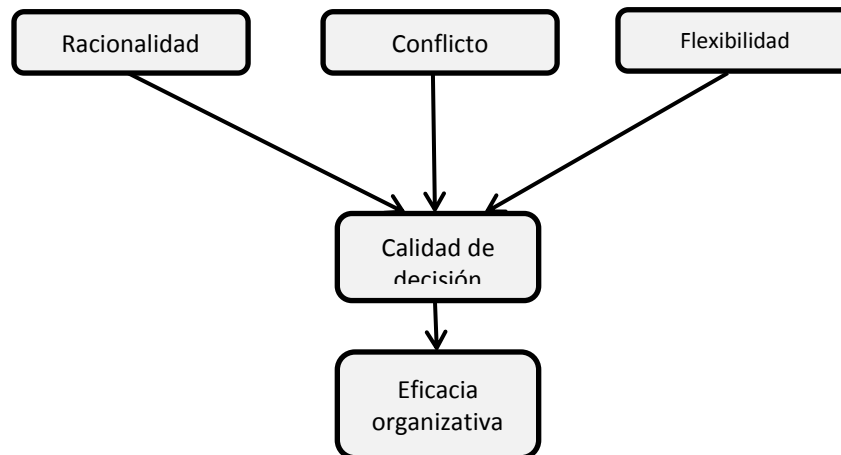 Racionalidad
Conflicto
Flexibilidad
Calidad de
decisión
Eficacia
organizativa